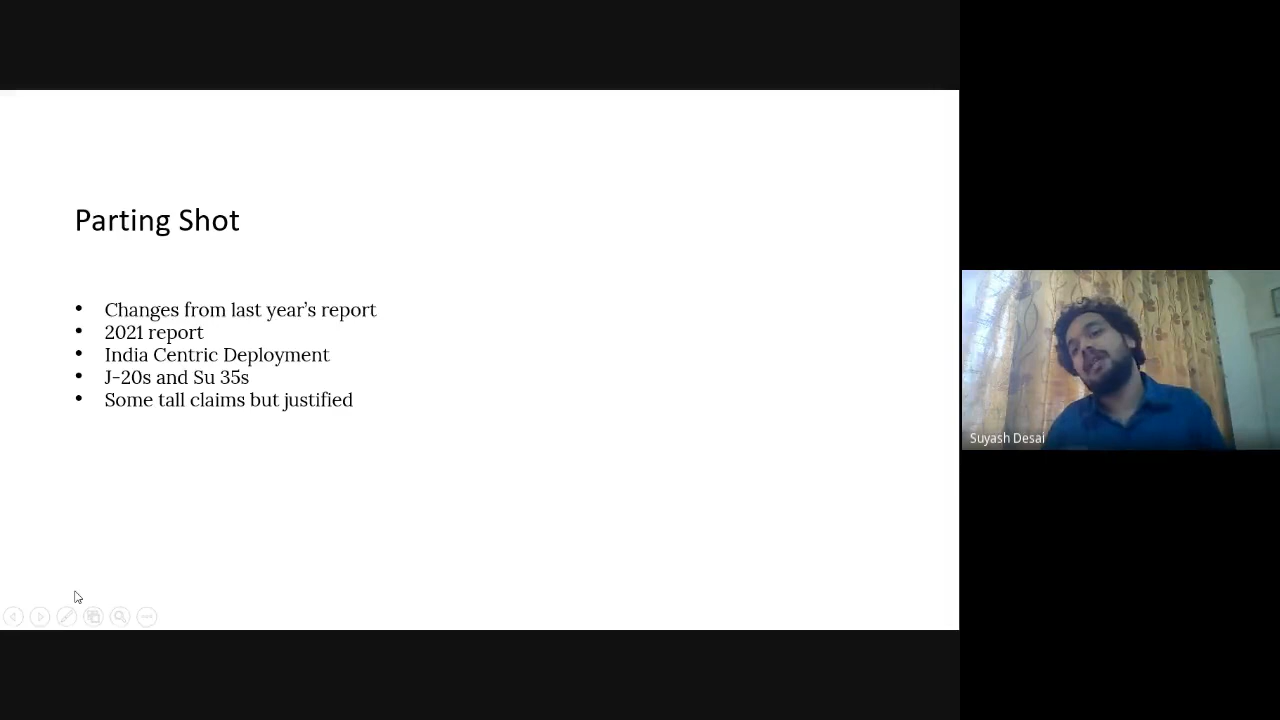 Parting Shot
• Changes from last year’s report
• 2021 report
• India Centric Deployment
• J-20s and Su 35s
• Some tall claims but justified
Suyash Desai